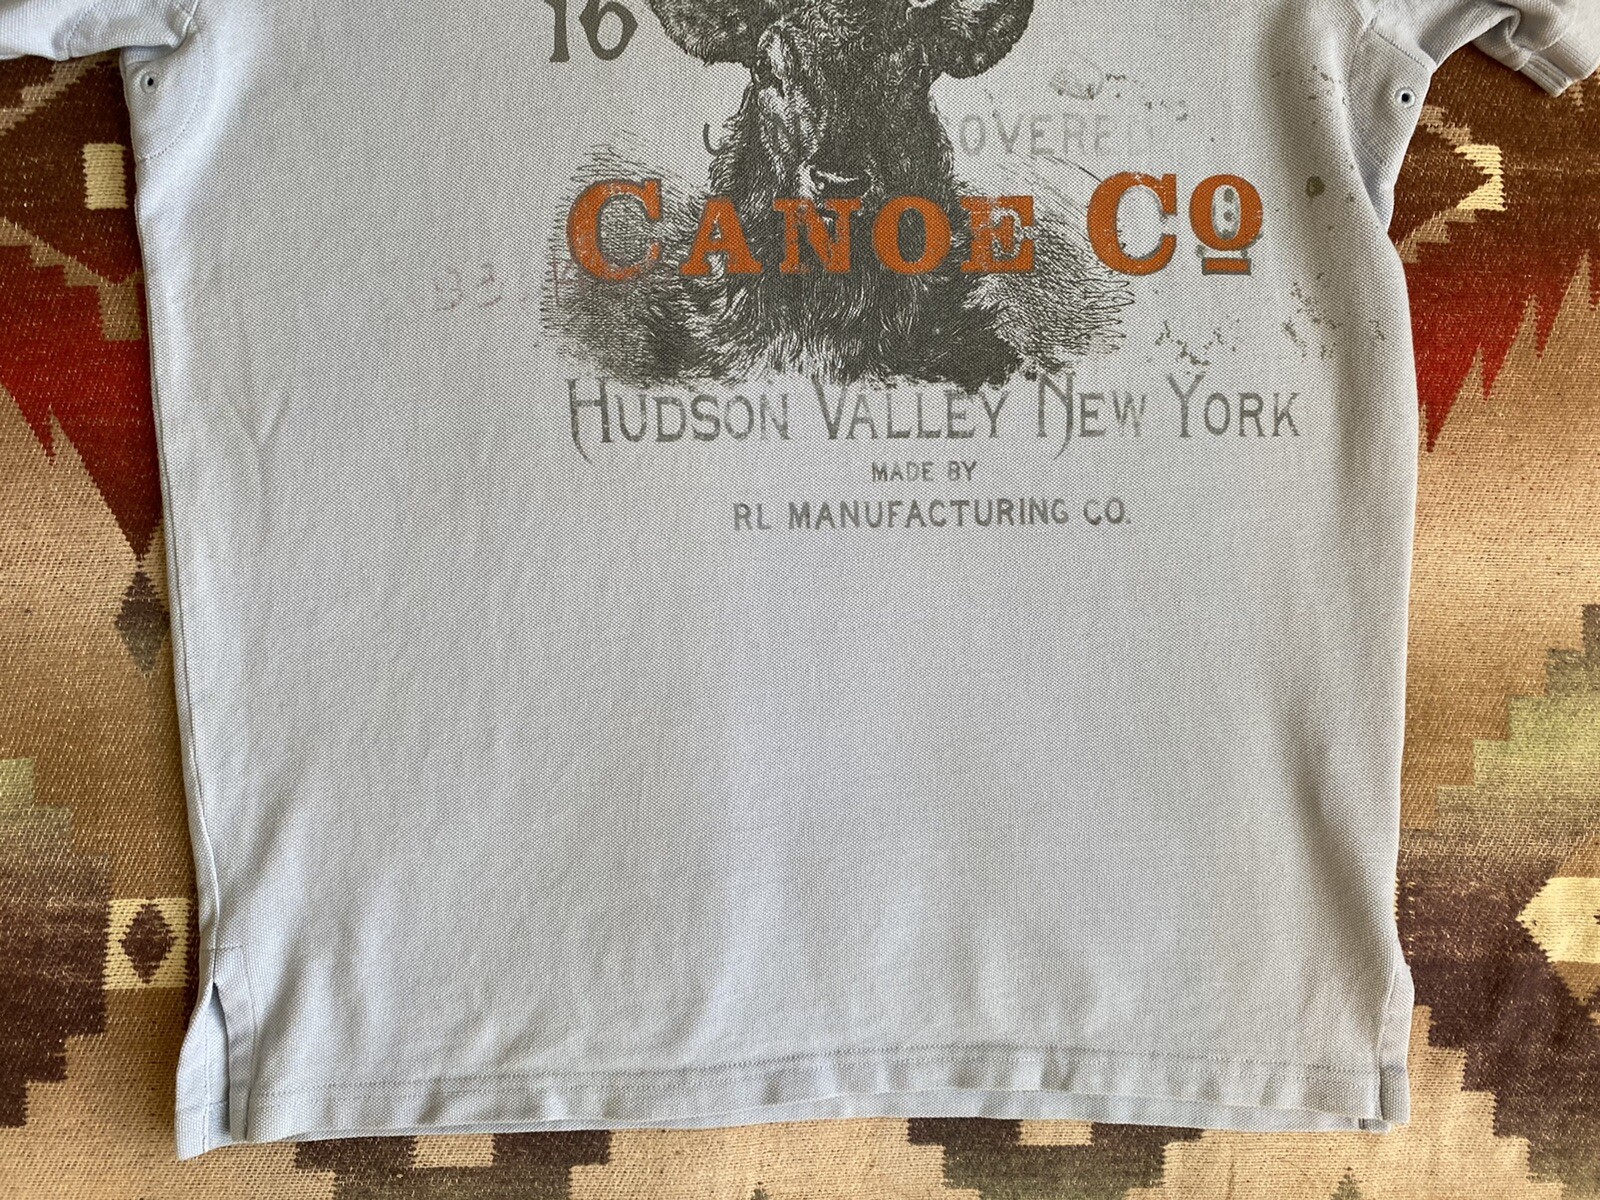 16
OVERED
CANOE Co
HUDSON VALLEY NEW YORK
MADE BY
RL MANUFACTURING CO.